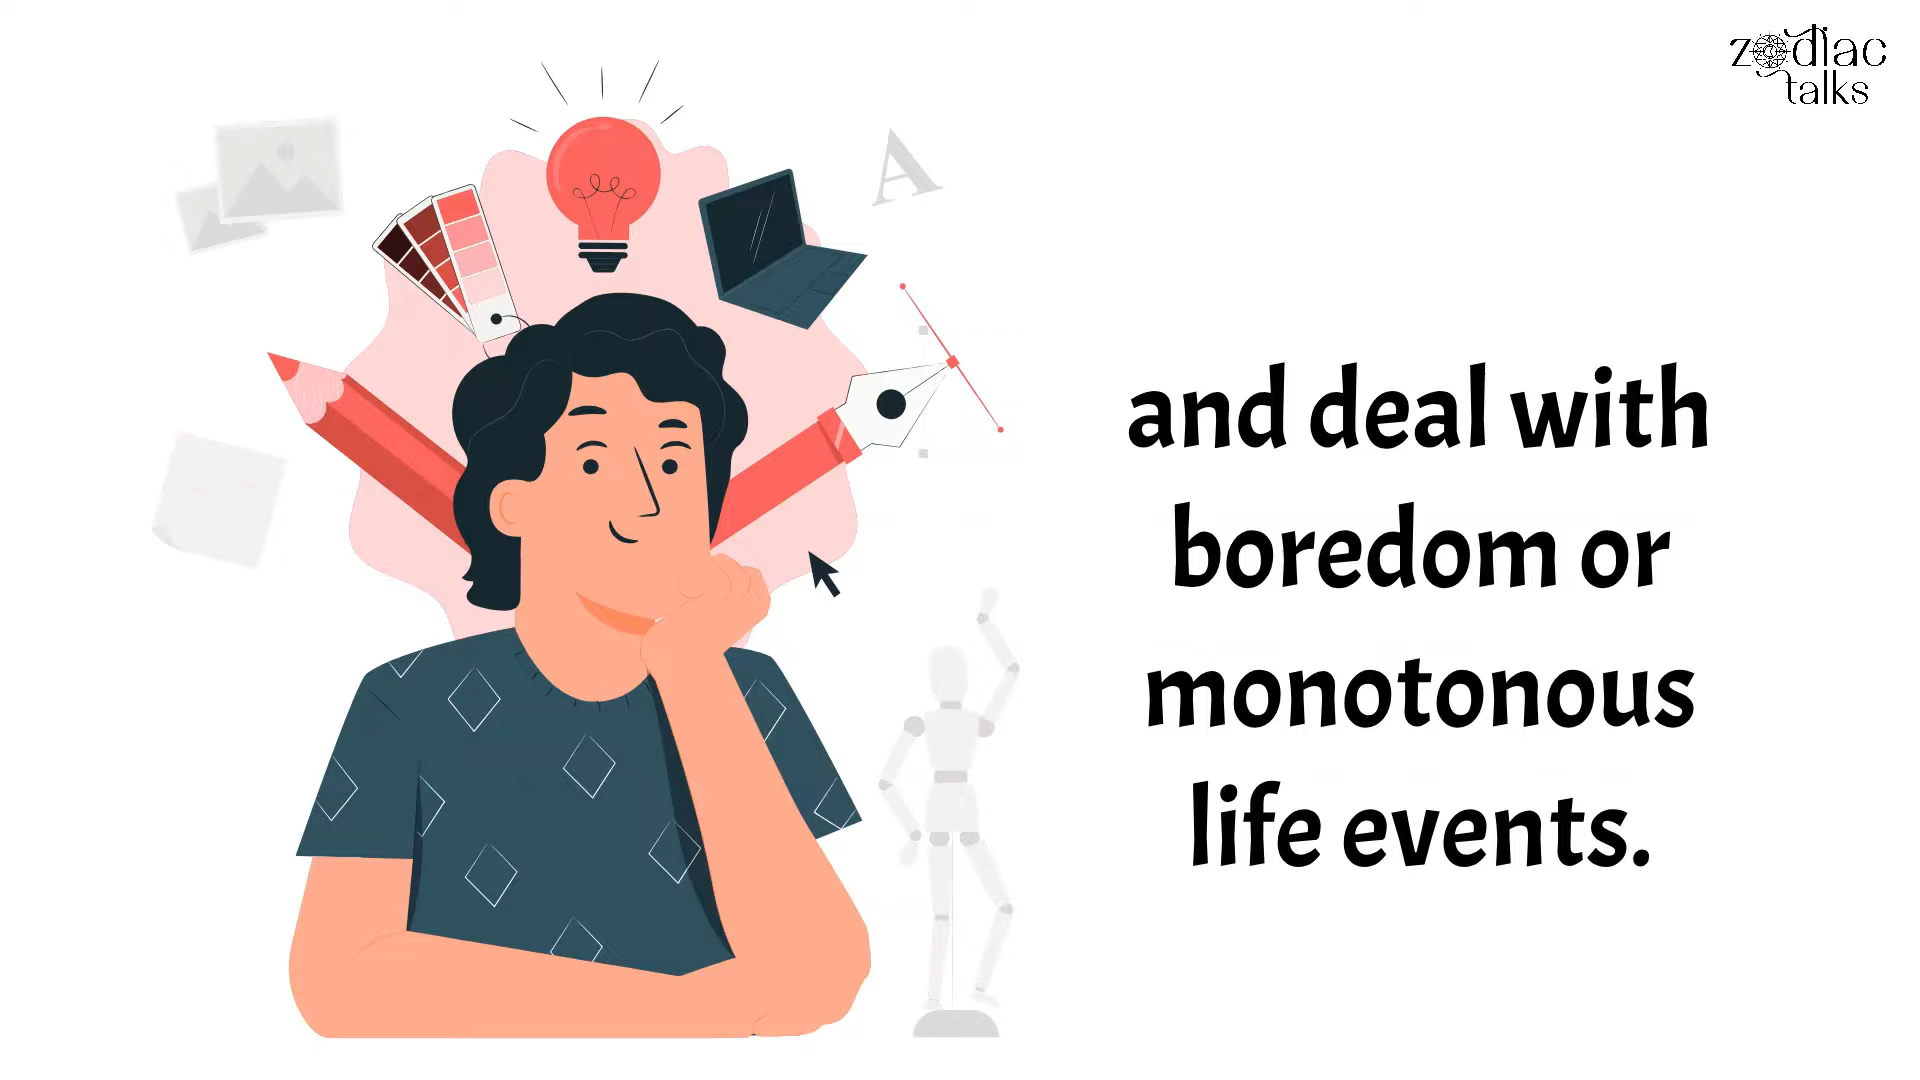 zodiac
talks
A
and deal with
boredom or
monotonous
life events.